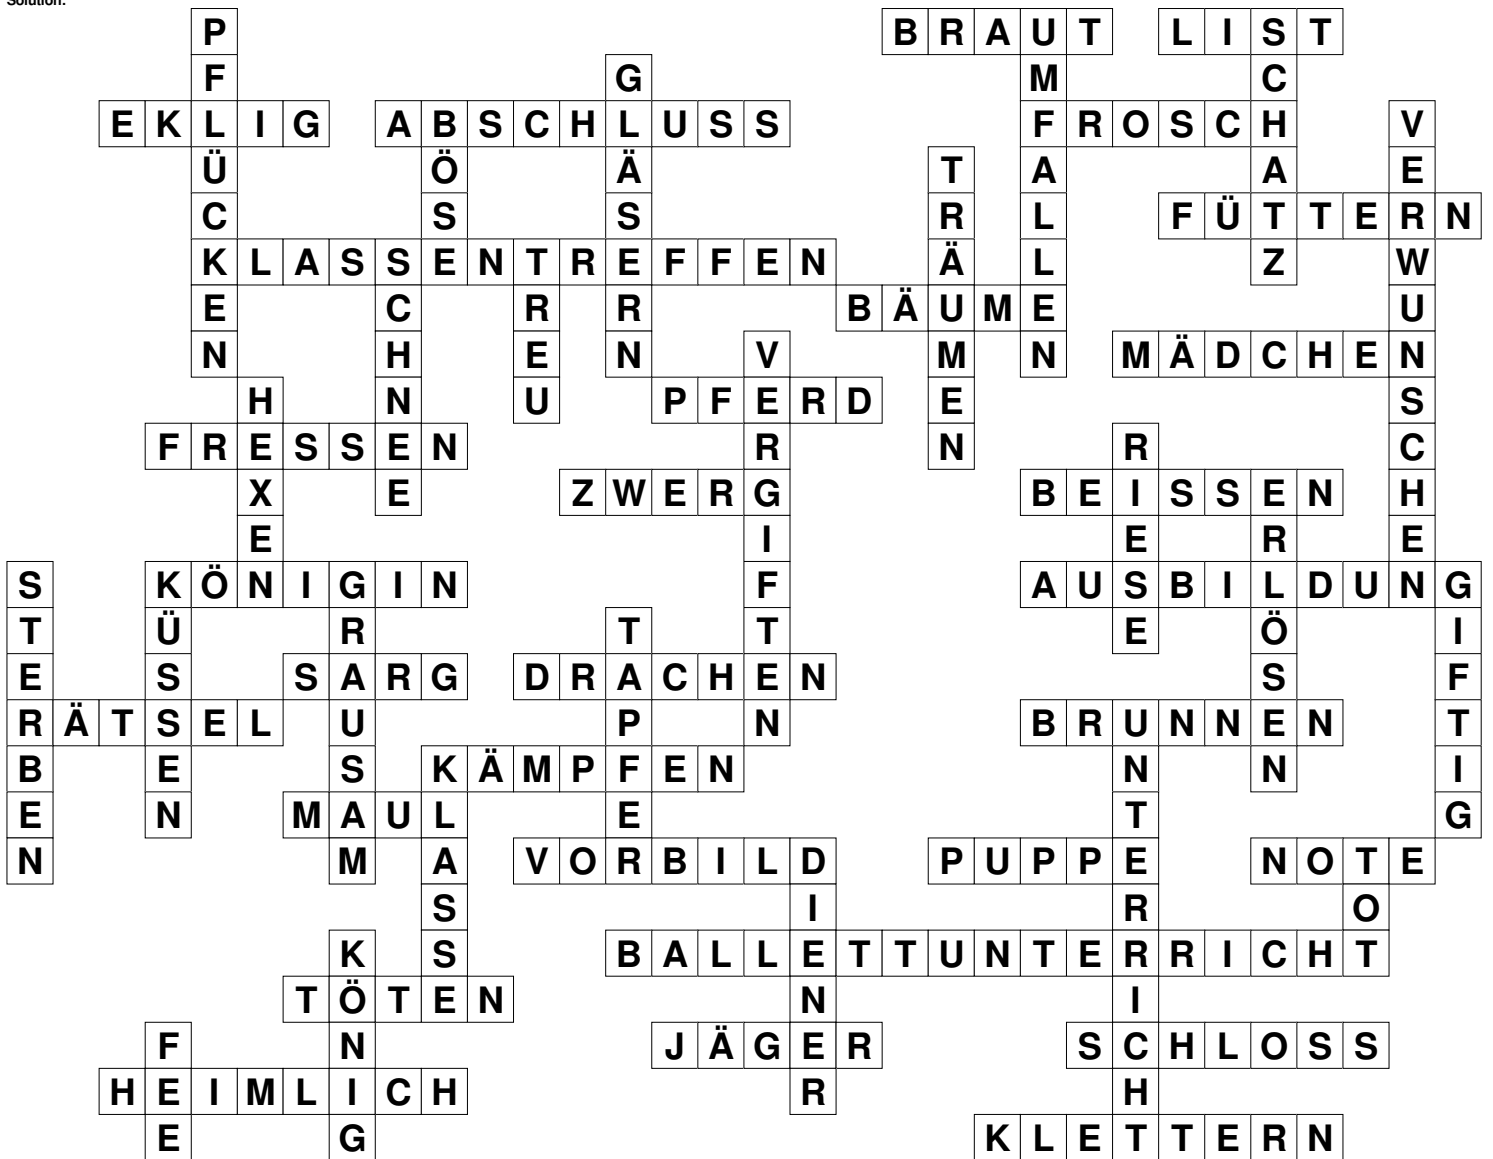 Solution:
PFLÜCKEN
BRAUT
UMFALLEN
LIST
SCHATZ
GLÄSERN
EKLIG
ABSCHLUSS
BÖSE
FROSCH
VERWUNSCHEN
TRÄUMEN
FÜTTERN
KLASSENTREFFEN
SCHNEE
TREU
BÄUME
VERGIFTEN
MÄDCHEN
HEXEN
PFERD
FRESSEN
RIESE
ZWERG
BEISSEN
ERLÖSEN
STERBEN
KÖNIGIN
KÜSSEN
GRAUSAM
AUSBILDUNG
GIFTIG
TAPFER
SARG
DRACHEN
RÄTSEL
BRUNNEN
UNTERRICHT
KÄMPFEN
KLASSE
MAUL
VORBILD
DIENER
PUPPE
NOTE
TOT
KÖNIG
BALLETTUNTERRICHT
TÖTEN
FEE
JÄGER
SCHLOSS
HEIMLICH
KLETTERN